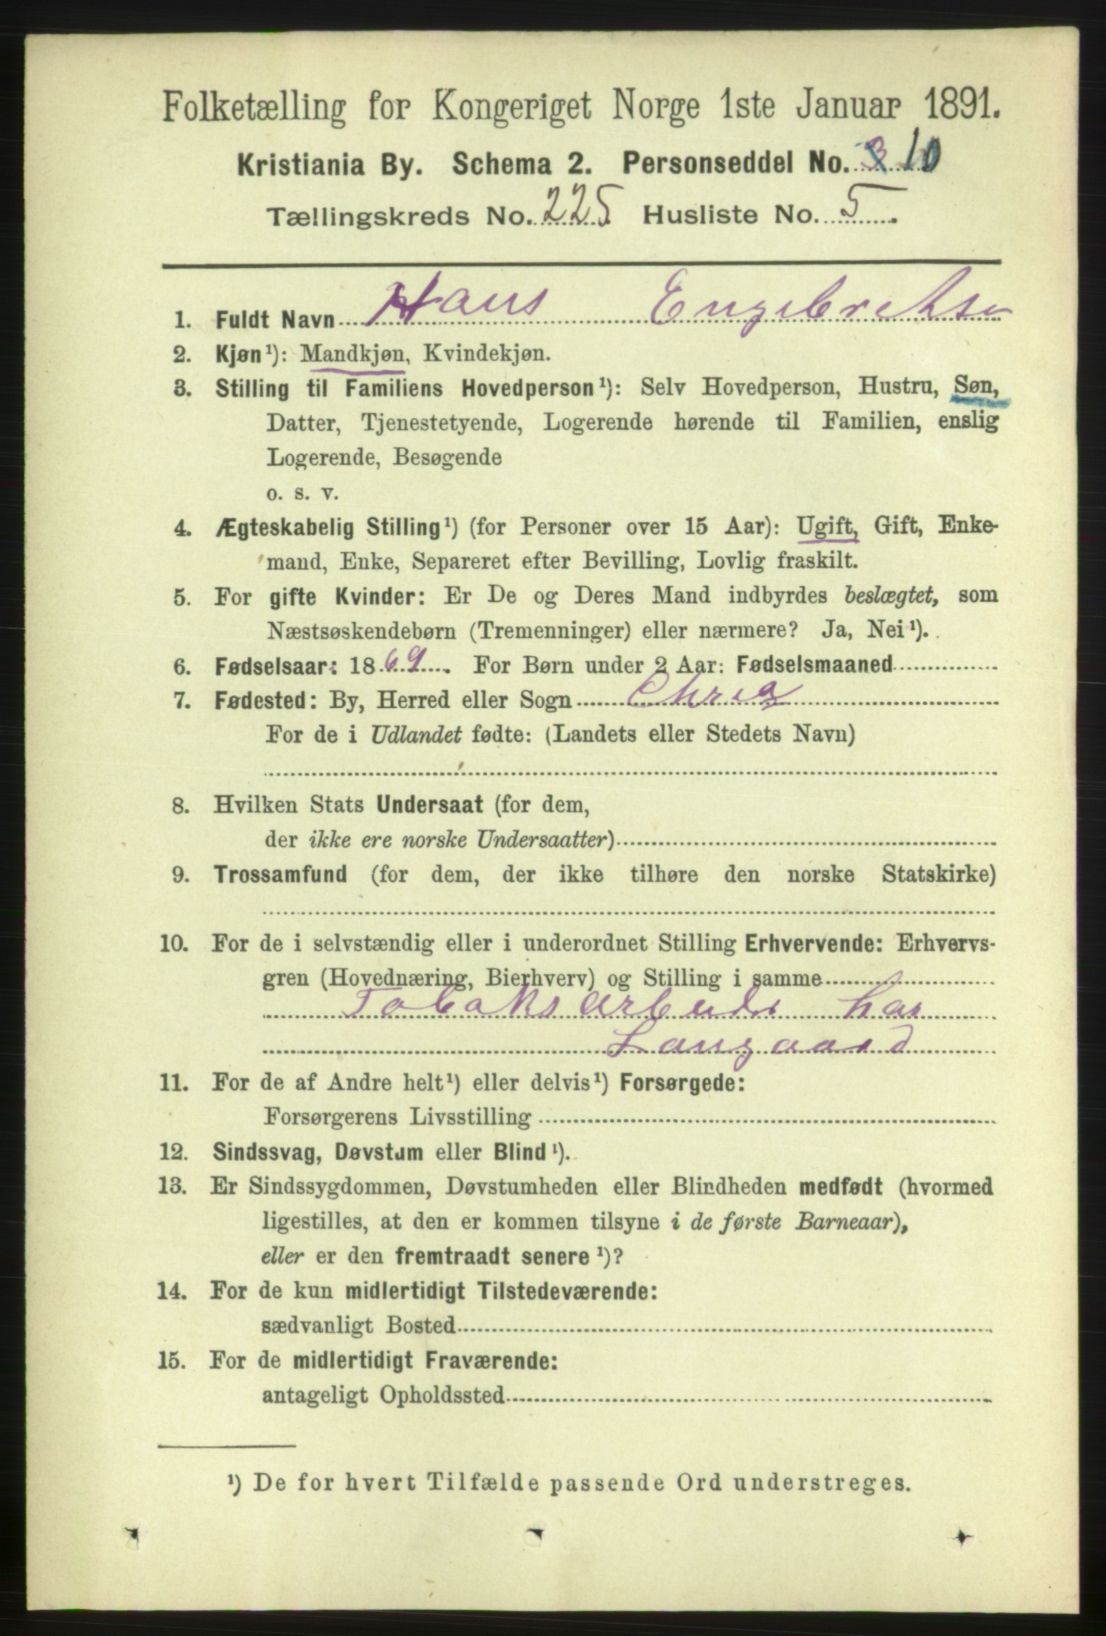 Folketælling for Kongeriget Norge 1ste Januar 1891.
Kristiania By. Schema 2. Personseddel No. 10
Tællingskreds No. 225 Husliste No. 5.
1. Fuldt Navn Hans Engebretsen
2. Kjøn¹): Mandkjøn, Kvindekjøn.
3. Stilling til Familiens Hovedperson¹): Selv Hovedperson, Hustru, Søn,
Datter, Tjenestetyende, Logerende hørende til Familien, enslig
Logerende, Besøgende
o. s. v.
4. Ægteskabelig Stilling¹) (for Personer over 15 Aar): Ugift, Gift, Enke-
mand, Enke, Separeret efter Bevilling, Lovlig fraskilt.
5. For gifte Kvinder: Er De og Deres Mand indbyrdes beslægtet, som
Næstsøskendebørn (Tremenninger) eller nærmere? Ja, Nei¹).
6. Fødselsaar: 1869. For Børn under 2 Aar: Fødselsmaaned
7. Fødested: By, Herred eller Sogn Chria
For de i Udlandet fødte: (Landets eller Stedets Navn)
8. Hvilken Stats Undersaat (for dem,
der ikke ere norske Undersaatter)
9. Trossamfund (for dem, der ikke tilhøre den norske Statskirke)
10. For de i selvstændig eller i underordnet Stilling Erhvervende: Erhvervs-
gren (Hovednæring, Bierhverv) og Stilling i samme
Tobaksarbeider hos
Langaard
11. For de af Andre helt¹) eller delvis¹) Forsørgede:
Forsørgerens Livsstilling
12. Sindssvag, Døvstum eller Blind¹).
13. Er Sindssygdommen, Døvstumheden eller Blindheden medfødt (hvormed
ligestilles, at den er kommen tilsyne i de første Barneaar),
eller er den fremtraadt senere¹)?
14. For de kun midlertidigt Tilstedeværende:
sædvanligt Bosted
15. For de midlertidigt Fraværende:
antageligt Opholdssted
¹) De for hvert Tilfælde passende Ord understreges.